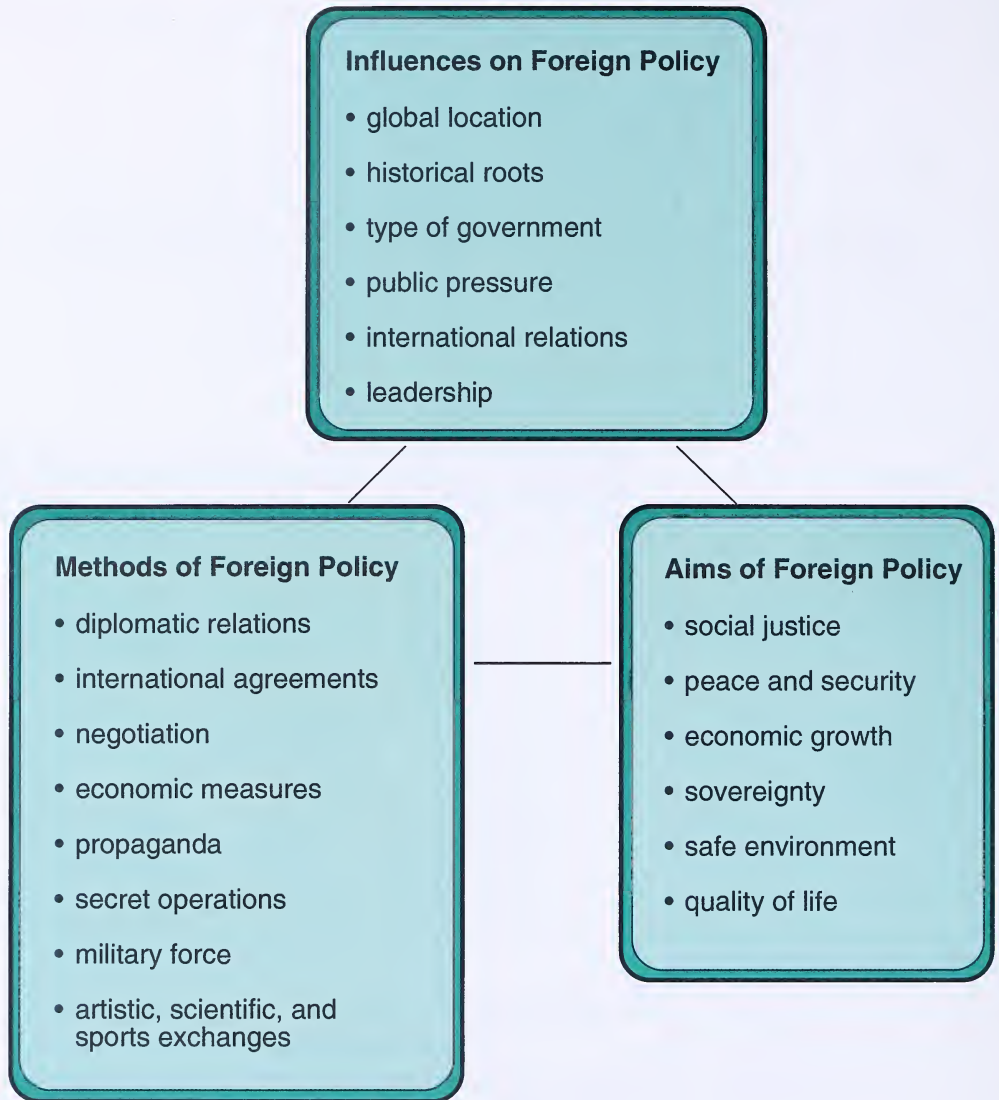 Influences on Foreign Policy
• global location
• historical roots
• type of government
• public pressure
• international relations
• leadership
Methods of Foreign Policy
• diplomatic relations
• international agreements
• negotiation
• economic measures
• propaganda
• secret operations
• military force
• artistic, scientific, and
sports exchanges
Aims of Foreign Policy
• social justice
• peace and security
• economic growth
• sovereignty
• safe environment
• quality of life